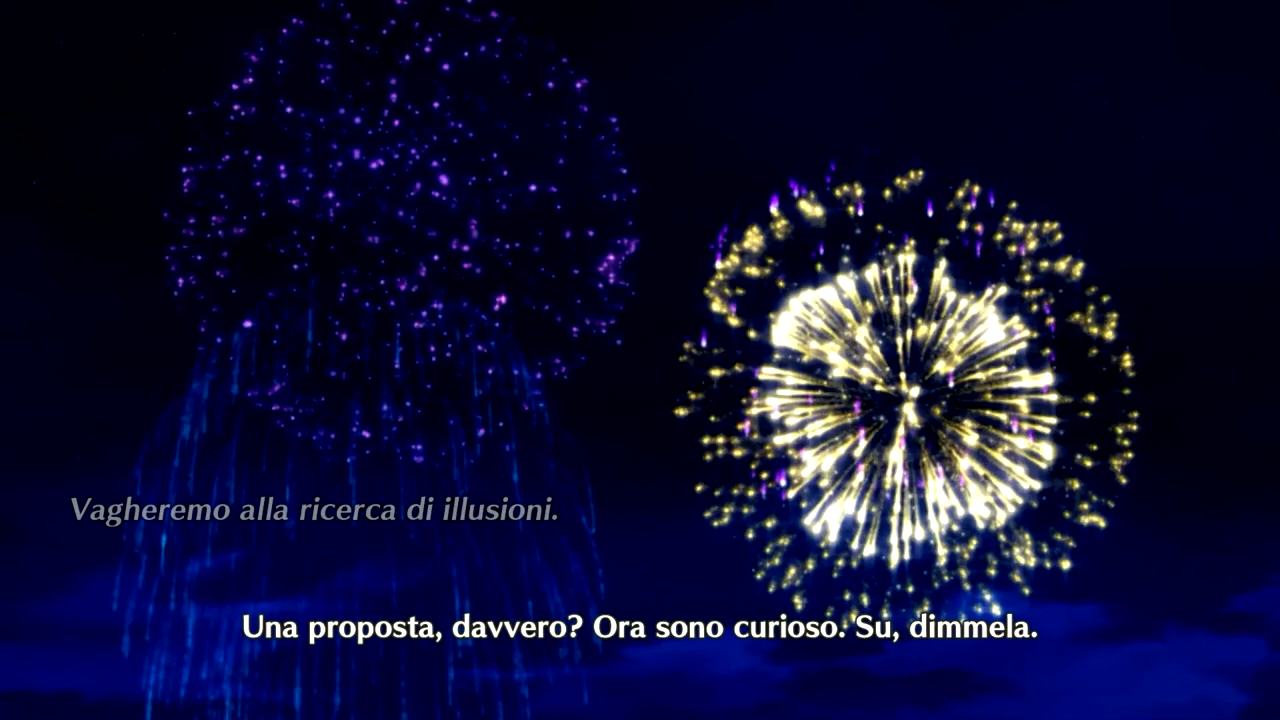 Vagheremo alla ricerca di illusioni.
Una proposta, davvero? Ora sono curioso. Su, dimmela.